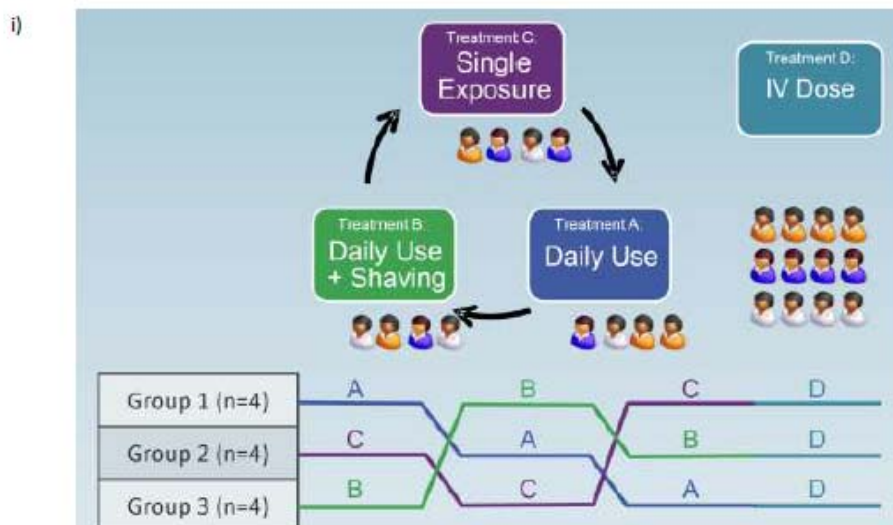 i)
Treatment C:
Single
Exposure
Treatment D:
IV Dose
Treatment B:
Daily Use
+ Shaving
Treatment A:
Daily Use
Group 1 (n=4) A B C D
Group 2 (n=4) C A B D
Group 3 (n=4) B C A D